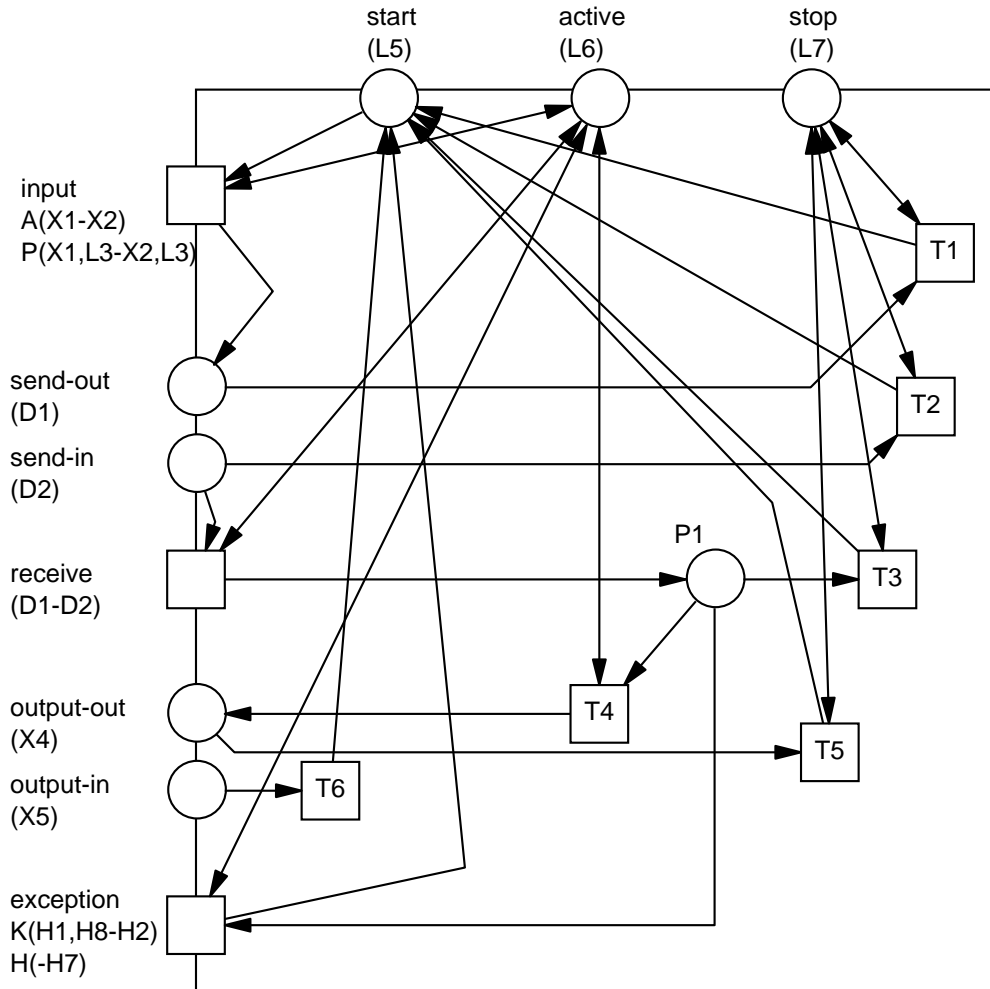 start
(L5)
active
(L6)
stop
(L7)
input
A(X1-X2)
P(X1,L3-X2,L3)
T1
send-out
(D1)
T2
send-in
(D2)
P1
receive
(D1-D2)
T3
output-out
(X4)
T4
T5
output-in
(X5)
T6
exception
K(H1,H8-H2)
H(-H7)